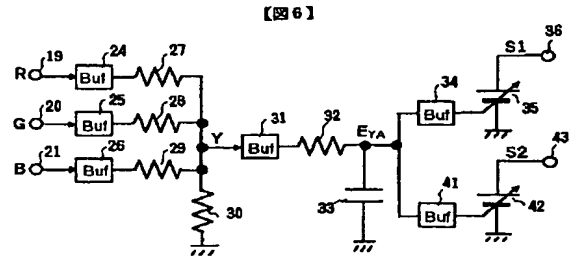 【図6】
R 19 24 Buf 27
G 20 25 Buf 28
B 21 26 Buf 29
30
Y 31 Buf 32
E_YA
33
34 Buf 35 S1 36
41 Buf 42 S2 43